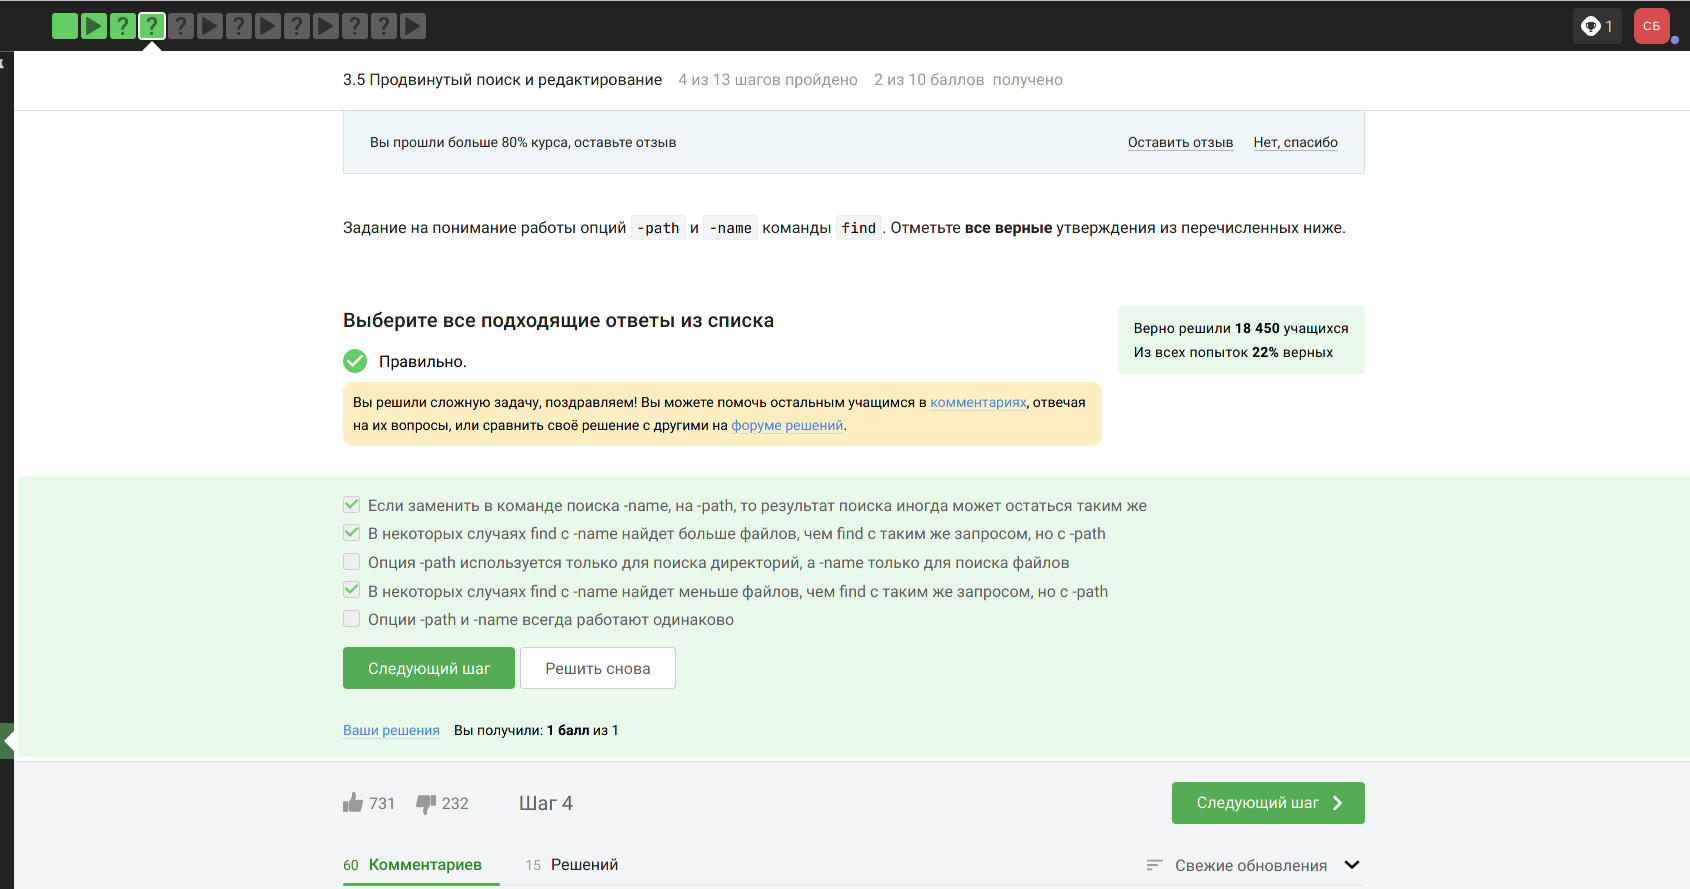 ? ? ? ? ? ? ?
1
СБ
3.5 Продвинутый поиск и редактирование 4 из 13 шагов пройдено 2 из 10 баллов получено
Вы прошли больше 80% курса, оставьте отзыв Оставить отзыв Нет, спасибо
Задание на понимание работы опций -path и -name команды find. Отметьте все верные утверждения из перечисленных ниже.
Выберите все подходящие ответы из списка
Верно решили 18 450 учащихся
Из всех попыток 22% верных
Правильно.
Вы решили сложную задачу, поздравляем! Вы можете помочь остальным учащимся в комментариях, отвечая
на их вопросы, или сравнить своё решение с другими на форуме решений.
Если заменить в команде поиска -name, на -path, то результат поиска иногда может остаться таким же
В некоторых случаях find с -name найдет больше файлов, чем find с таким же запросом, но с -path
Опция -path используется только для поиска директорий, а -name только для поиска файлов
В некоторых случаях find с -name найдет меньше файлов, чем find с таким же запросом, но с -path
Опции -path и -name всегда работают одинаково
Следующий шаг Решить снова
Ваши решения Вы получили: 1 балл из 1
731 232 Шаг 4 Следующий шаг
60 Комментариев 15 Решений Свежие обновления